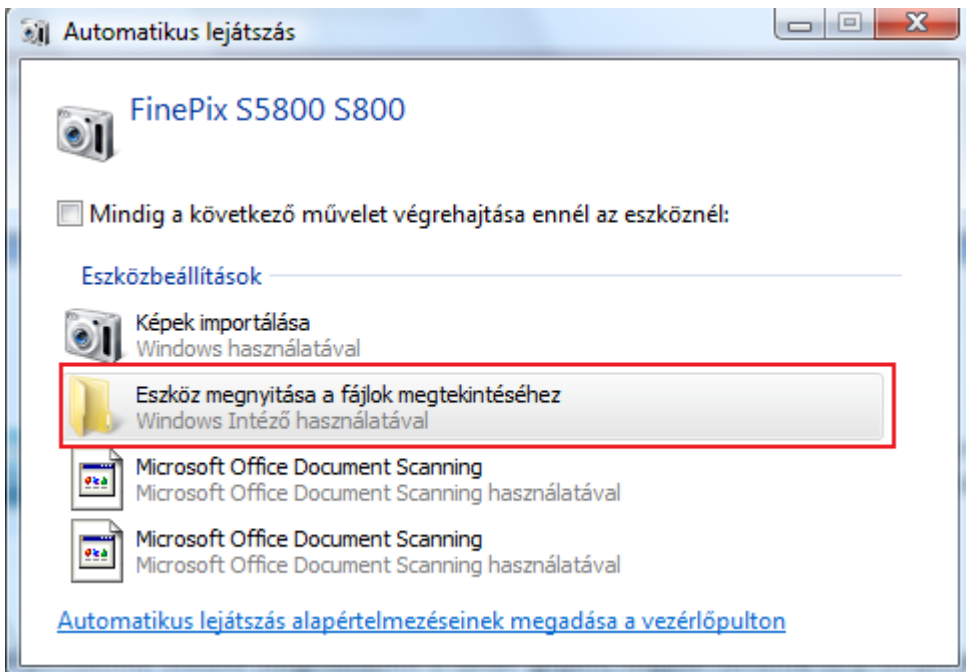 Automatikus lejátszás
FinePix S5800 S800
Mindig a következő művelet végrehajtása ennél az eszköznél:
Eszközbeállítások
Képek importálása
Windows használatával
Eszköz megnyitása a fájlok megtekintéséhez
Windows Intéző használatával
Microsoft Office Document Scanning
Microsoft Office Document Scanning használatával
Microsoft Office Document Scanning
Microsoft Office Document Scanning használatával
Automatikus lejátszás alapértelmezéseinek megadása a vezérlőpulton